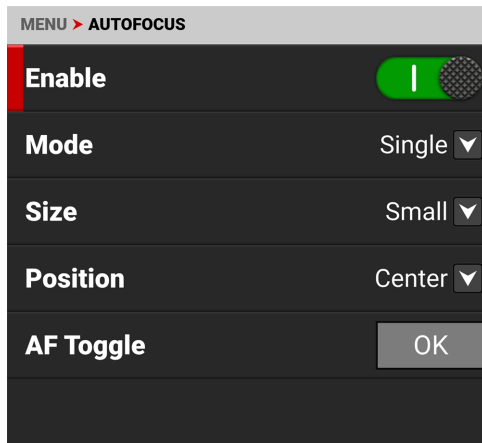 MENU ➤ AUTOFOCUS
Enable
Mode Single
Size Small
Position Center
AF Toggle OK